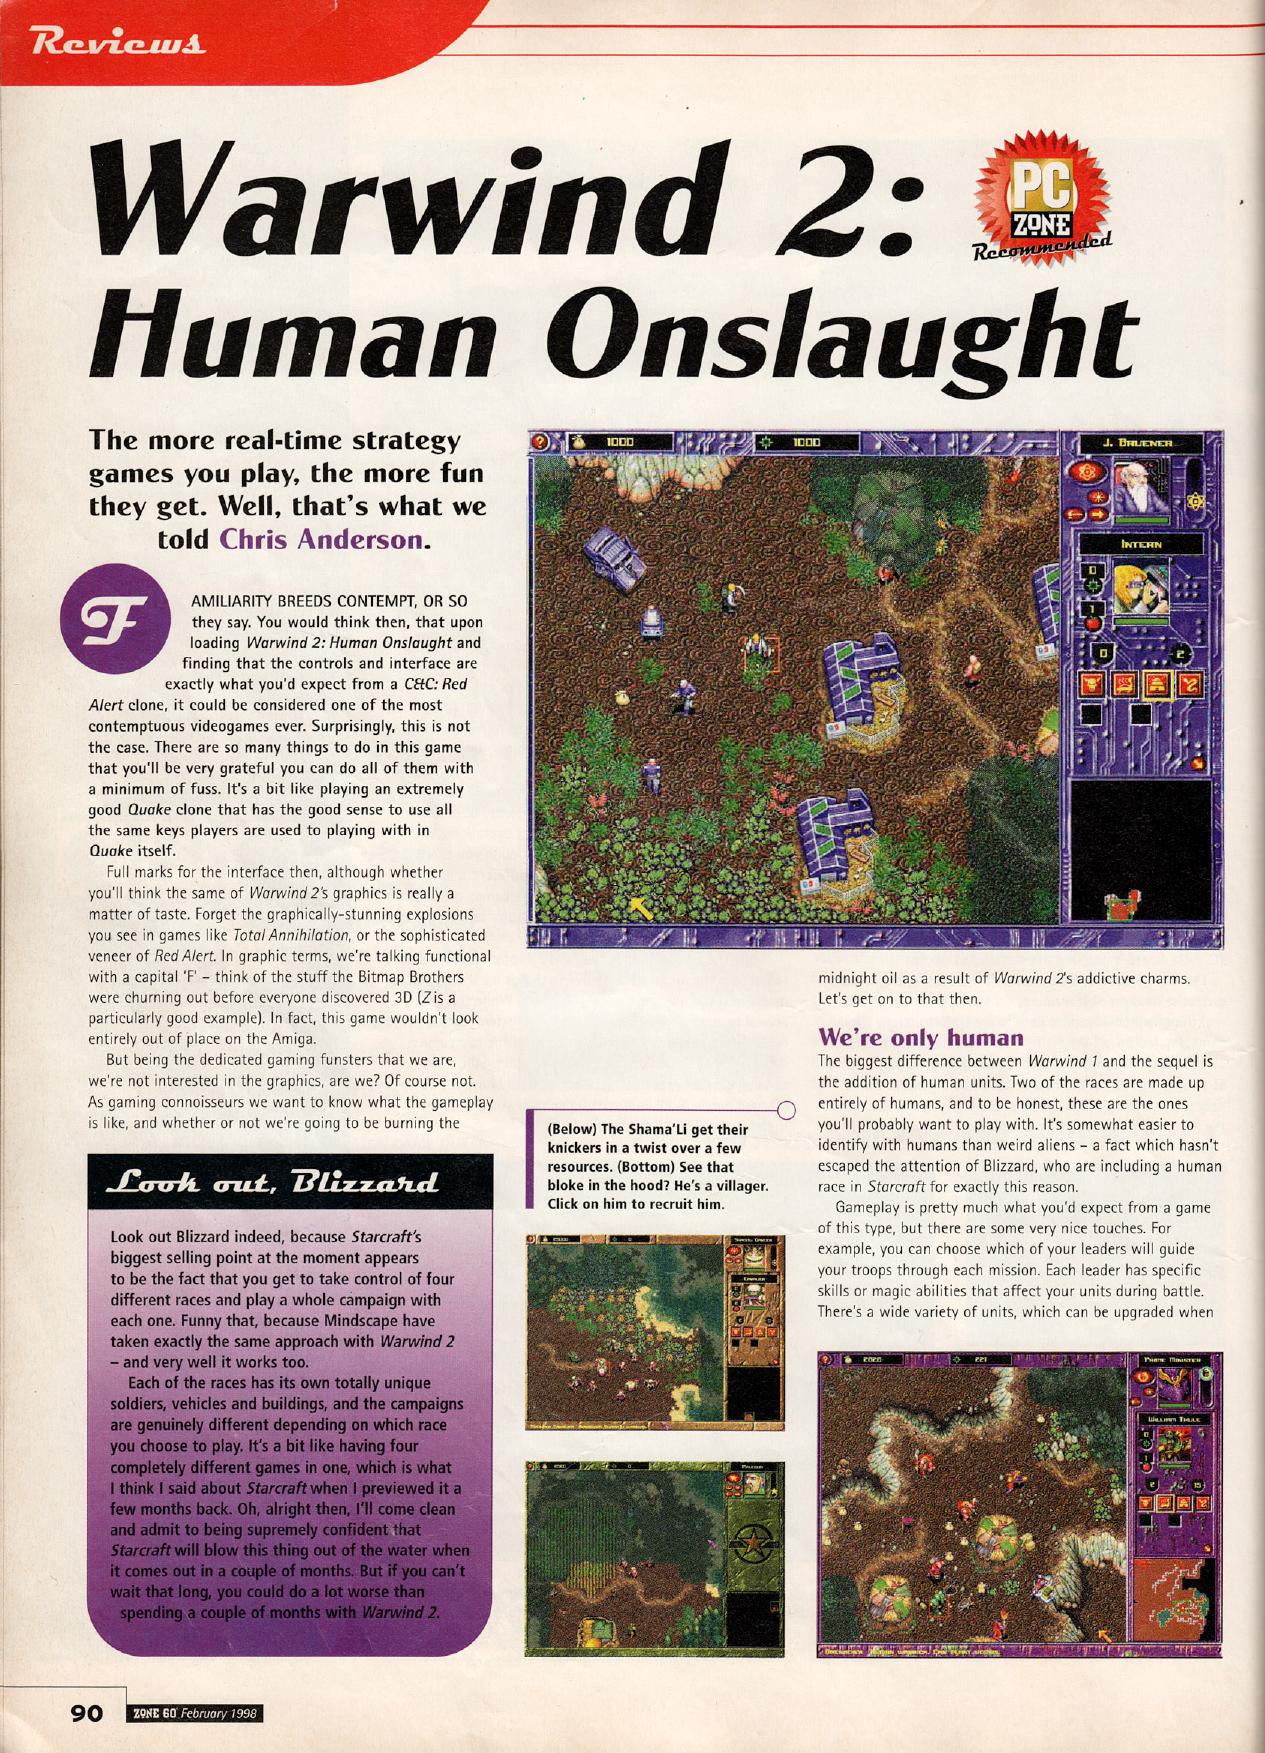 Reviews
Warwind 2:
Human Onslaught
PC
ZONE
Recommended
The more real-time strategy
games you play, the more fun
they get. Well, that's what we
told Chris Anderson.
FAMILIARITY BREEDS CONTEMPT, OR SO
they say. You would think then, that upon
loading Warwind 2: Human Onslaught and
finding that the controls and interface are
exactly what you'd expect from a C&C: Red
Alert clone, it could be considered one of the most
contemptuous videogames ever. Surprisingly, this is not
the case. There are so many things to do in this game
that you'll be very grateful you can do all of them with
a minimum of fuss. It's a bit like playing an extremely
good Quake clone that has the good sense to use all
the same keys players are used to playing with in
Quake itself.
Full marks for the interface then, although whether
you'll think the same of Warwind 2's graphics is really a
matter of taste. Forget the graphically-stunning explosions
you see in games like Total Annihilation, or the sophisticated
veneer of Red Alert. In graphic terms, we're talking functional
with a capital 'F' – think of the stuff the Bitmap Brothers
were churning out before everyone discovered 3D (Z is a
particularly good example). In fact, this game wouldn't look
entirely out of place on the Amiga.
But being the dedicated gaming funsters that we are,
we're not interested in the graphics, are we? Of course not.
As gaming connoisseurs we want to know what the gameplay
is like, and whether or not we're going to be burning the
Look out, Blizzard
Look out Blizzard indeed, because Starcraft's
biggest selling point at the moment appears
to be the fact that you get to take control of four
different races and play a whole campaign with
each one. Funny that, because Mindscape have
taken exactly the same approach with Warwind 2
– and very well it works too.
Each of the races has its own totally unique
soldiers, vehicles and buildings, and the campaigns
are genuinely different depending on which race
you choose to play. It's a bit like having four
completely different games in one, which is what
I think I said about Starcraft when I previewed it a
few months back. Oh, alright then, I'll come clean
and admit to being supremely confident that
Starcraft will blow this thing out of the water when
it comes out in a couple of months. But if you can't
wait that long, you could do a lot worse than
spending a couple of months with Warwind 2.
1000
1000
J. BRUENER
INTERN
0
1
0
2
(Below) The Shama'Li get their
knickers in a twist over a few
resources. (Bottom) See that
bloke in the hood? He's a villager.
Click on him to recruit him.
midnight oil as a result of Warwind 2's addictive charms.
Let's get on to that then.
We're only human
The biggest difference between Warwind 1 and the sequel is
the addition of human units. Two of the races are made up
entirely of humans, and to be honest, these are the ones
you'll probably want to play with. It's somewhat easier to
identify with humans than weird aliens – a fact which hasn't
escaped the attention of Blizzard, who are including a human
race in Starcraft for exactly this reason.
Gameplay is pretty much what you'd expect from a game
of this type, but there are some very nice touches. For
example, you can choose which of your leaders will guide
your troops through each mission. Each leader has specific
skills or magic abilities that affect your units during battle.
There's a wide variety of units, which can be upgraded when
221
PRIME MINISTER
WILLIAM THULE
90
ZONE 60 February 1998